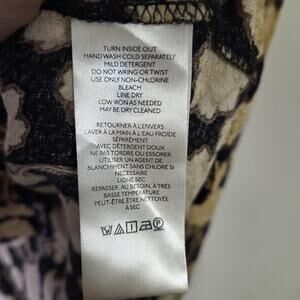 TURN INSIDE OUT
HAND WASH COLD SEPARATELY
MILD DETERGENT
DO NOT WRING OR TWIST
USE ONLY NON-CHLORINE
BLEACH
LINE DRY
LOW IRON AS NEEDED
MAY BE DRY CLEANED
RETOURNER À L'ENVERS
LAVER À LA MAIN À L'EAU FROIDE
SÉPARÉMENT
AVEC DÉTERGENT DOUX
NE PAS TORDRE OU ESSORER
UTILISER UN AGENT DE
BLANCHIMENT SANS CHLORE SI
NÉCESSAIRE
LIGNE SEC
REPASSER, AU BESOIN, À TRÈS
BASSE TEMPÉRATURE
PEUT-ÊTRE ÊTRE NETTOYÉE
À SEC